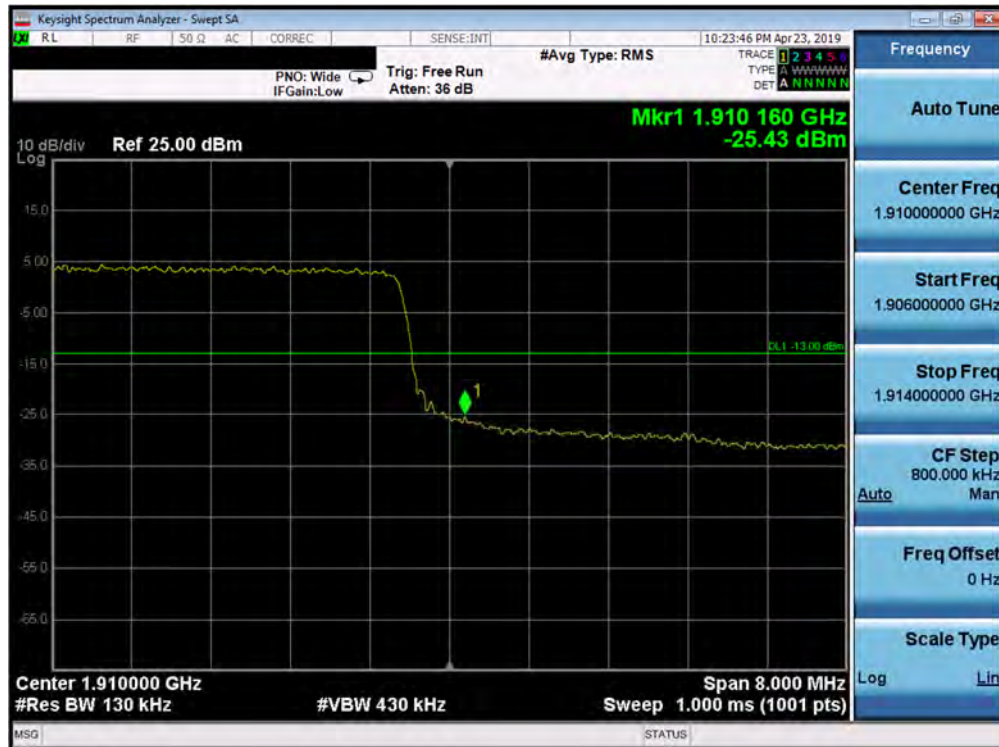 Keysight Spectrum Analyzer - Swept SA
RL RF 50 Ω AC CORREC SENSE:INT 10:23:46 PM Apr 23, 2019
#Avg Type: RMS TRACE 1 2 3 4 5 6
PNO: Wide Trig: Free Run TYPE A WWWWW
IFGain:Low Atten: 36 dB DET A N N N N N
Mkr1 1.910 160 GHz
-25.43 dBm
10 dB/div Ref 25.00 dBm
Log
15.0
5.00
-5.00
DL1 -13.00 dBm
-15.0
1
-25.0
-35.0
-45.0
-55.0
-65.0
Center 1.910000 GHz Span 8.000 MHz
#Res BW 130 kHz #VBW 430 kHz Sweep 1.000 ms (1001 pts)
MSG STATUS
Frequency
Auto Tune
Center Freq
1.910000000 GHz
Start Freq
1.906000000 GHz
Stop Freq
1.914000000 GHz
CF Step
800.000 kHz
Auto Man
Freq Offset
0 Hz
Scale Type
Log Lin